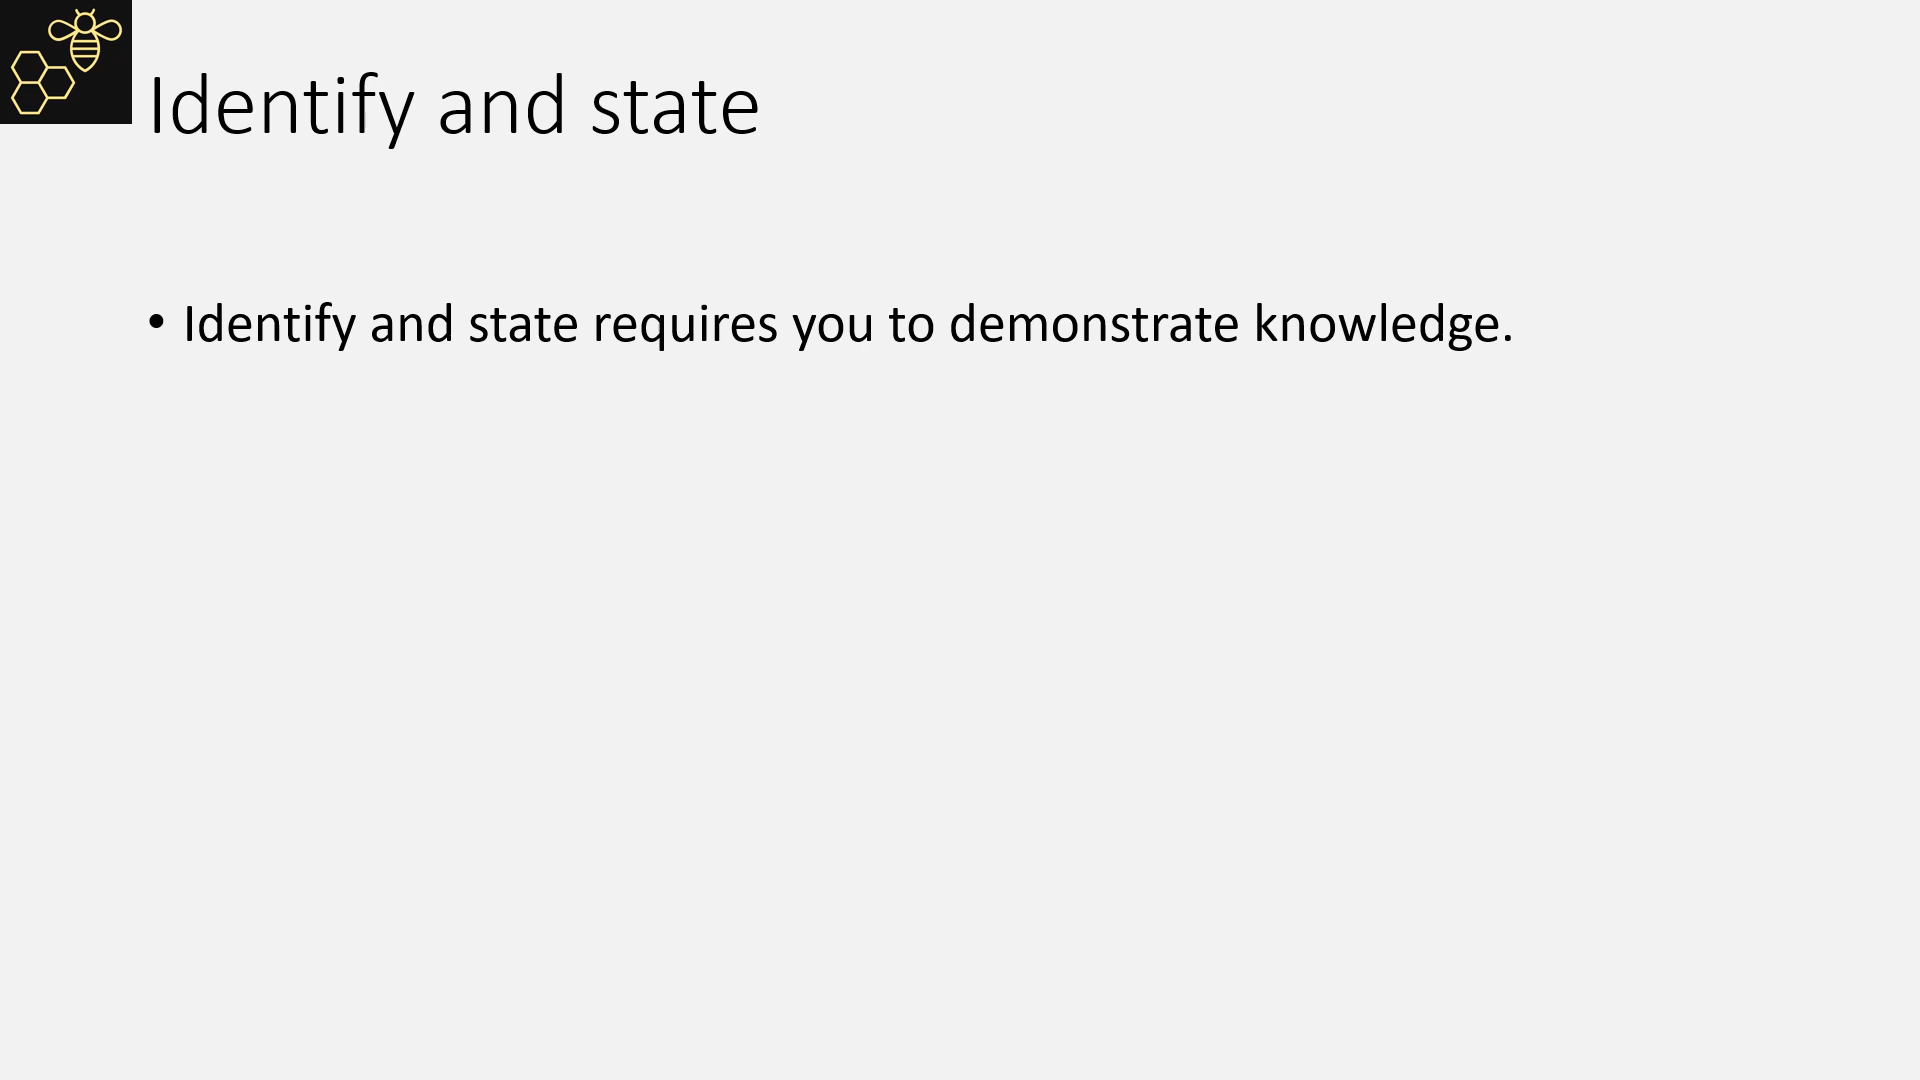 Identify and state
• Identify and state requires you to demonstrate knowledge.